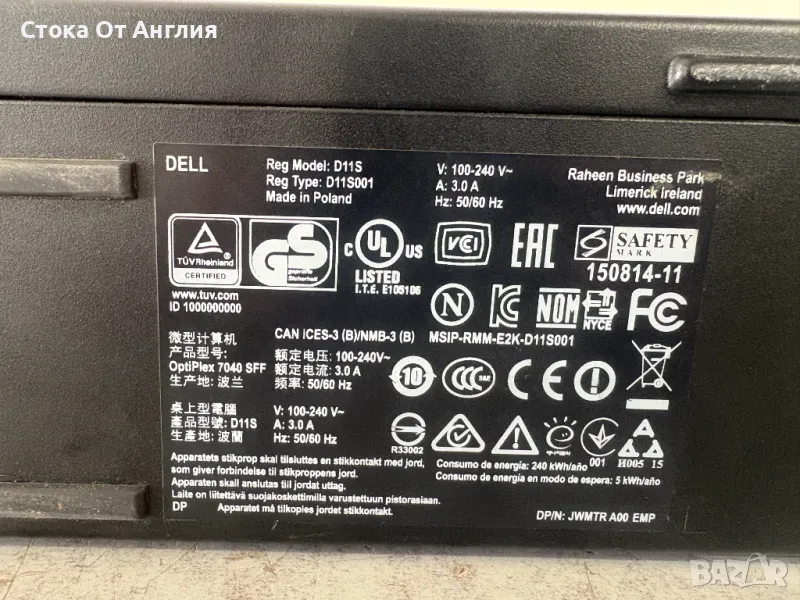 Стока От Англия
DELL
Reg Model: D11S
Reg Type: D11S001
Made in Poland
V: 100-240 V~
A: 3.0 A
Hz: 50/60 Hz
Raheen Business Park
Limerick Ireland
www.dell.com
TÜVRheinland
CERTIFIED
www.tuv.com
ID 1000000000
GS
geprüfte
Sicherheit
C UL US
LISTED
I.T.E. E105106
VCI
EAC
S SAFETY
MARK
150814-11
N
NOM
NYCE
FC
CAN ICES-3 (B)/NMB-3 (B)
MSIP-RMM-E2K-D11S001
微型计算机
产品型号:
OptiPlex 7040 SFF
生产地: 波兰
额定电压: 100-240V~
额定电流: 3.0 A
频率: 50/60 Hz
10
CCC
S&E
CE
桌上型電腦
產品型號: D11S
生產地: 波蘭
V: 100-240 V~
A: 3.0 A
Hz: 50/60 Hz
R33002
001
H005 15
Apparatets stikprop skal tilsluttes en stikkontakt med jord,
som giver forbindelse til stikproppens jord.
Apparaten skall anslutas till jordat uttag.
Laite on liitettävä suojakoskettimilla varustettuun pistorasiaan.
Apparatet må tilkoples jordet stikkontakt.
Consumo de energía: 240 kWh/año
Consumo de energía en modo de espera: 5 kWh/año
DP
DP/N: JWMTR A00 EMP
BAZAR